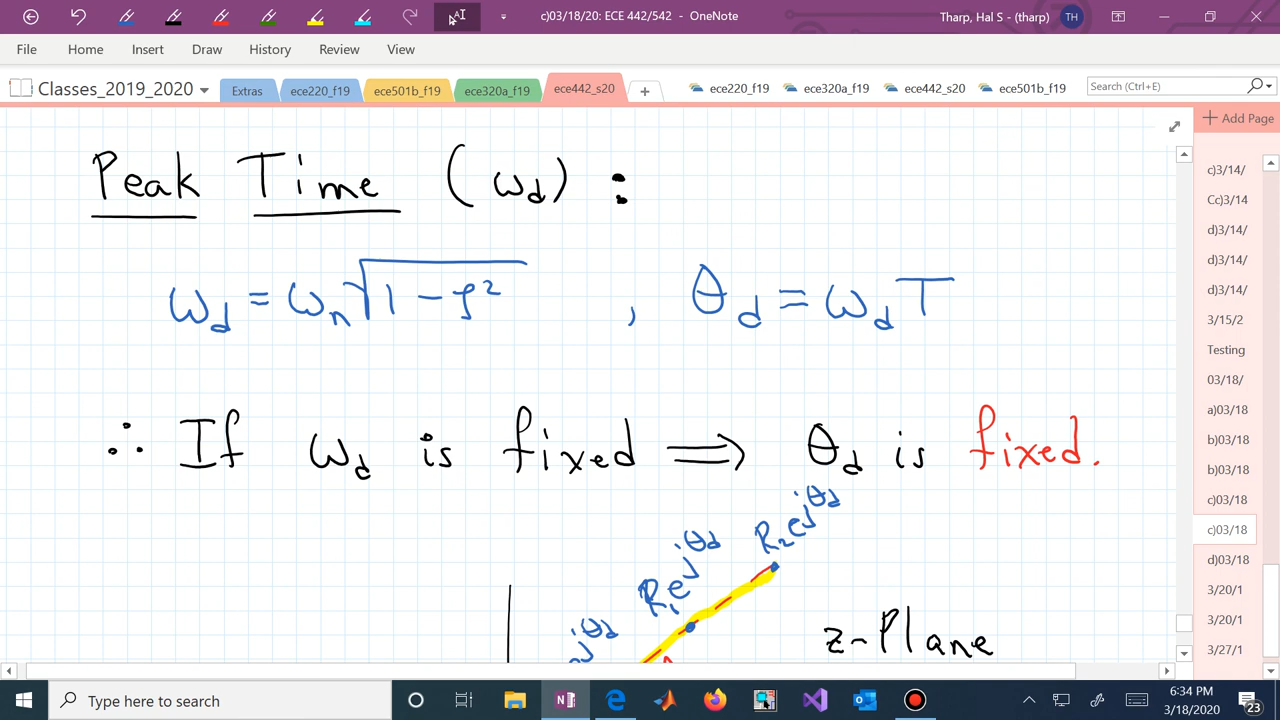 c)03/18/20: ECE 442/542 - OneNote
Tharp, Hal S - (tharp)
TH
File Home Insert Draw History Review View
Classes_2019_2020
Extras ece220_f19 ece501b_f19 ece320a_f19 ece442_s20
ece220_f19 ece320a_f19 ece442_s20 ece501b_f19
Search (Ctrl+E)
Add Page
Peak Time (ω_d) :
ω_d = ω_n √(1 - ζ²) , θ_d = ω_d T
∴ If ω_d is fixed ⟹ θ_d is fixed.
R₂e^{jθ_d}
R₁e^{jθ_d}
jθ_d
z-Plane
c)3/14/
Cc)3/14
d)3/14/
d)3/14/
d)3/14/
3/15/2
Testing
03/18/
a)03/18
b)03/18
b)03/18
c)03/18
c)03/18
d)03/18
3/20/1
3/20/1
3/27/1
Type here to search
6:34 PM
3/18/2020
23